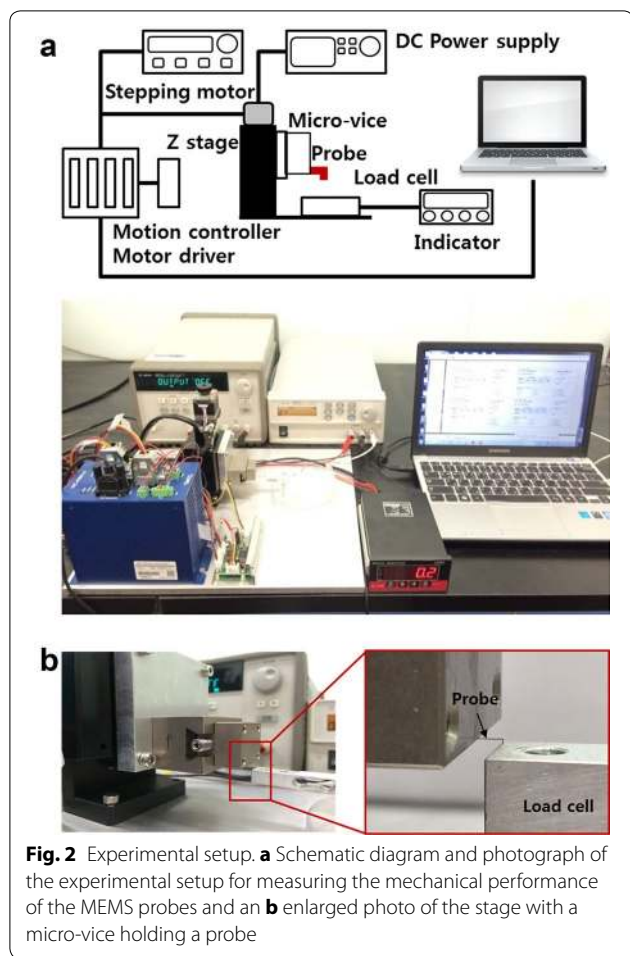 a
DC Power supply
Stepping motor
Micro-vice
Z stage
Probe
Load cell
Motion controller
Motor driver
Indicator
OUTPUT OFF
SAMSUNG
0.2
b
Probe
Load cell
Fig. 2 Experimental setup. a Schematic diagram and photograph of
the experimental setup for measuring the mechanical performance
of the MEMS probes and an b enlarged photo of the stage with a
micro-vice holding a probe